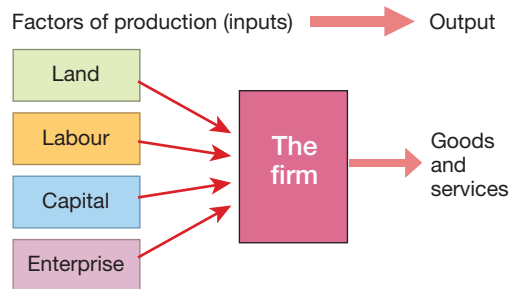 Factors of production (inputs) Output
Land
Labour
Capital
Enterprise
The
firm
Goods
and
services